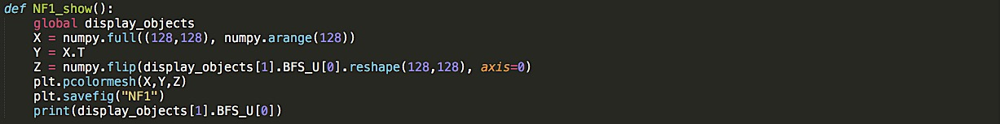 def NF1_show():
    global display_objects
    X = numpy.full((128,128), numpy.arange(128))
    Y = X.T
    Z = numpy.flip(display_objects[1].BFS_U[0].reshape(128,128), axis=0)
    plt.pcolormesh(X,Y,Z)
    plt.savefig("NF1")
    print(display_objects[1].BFS_U[0])